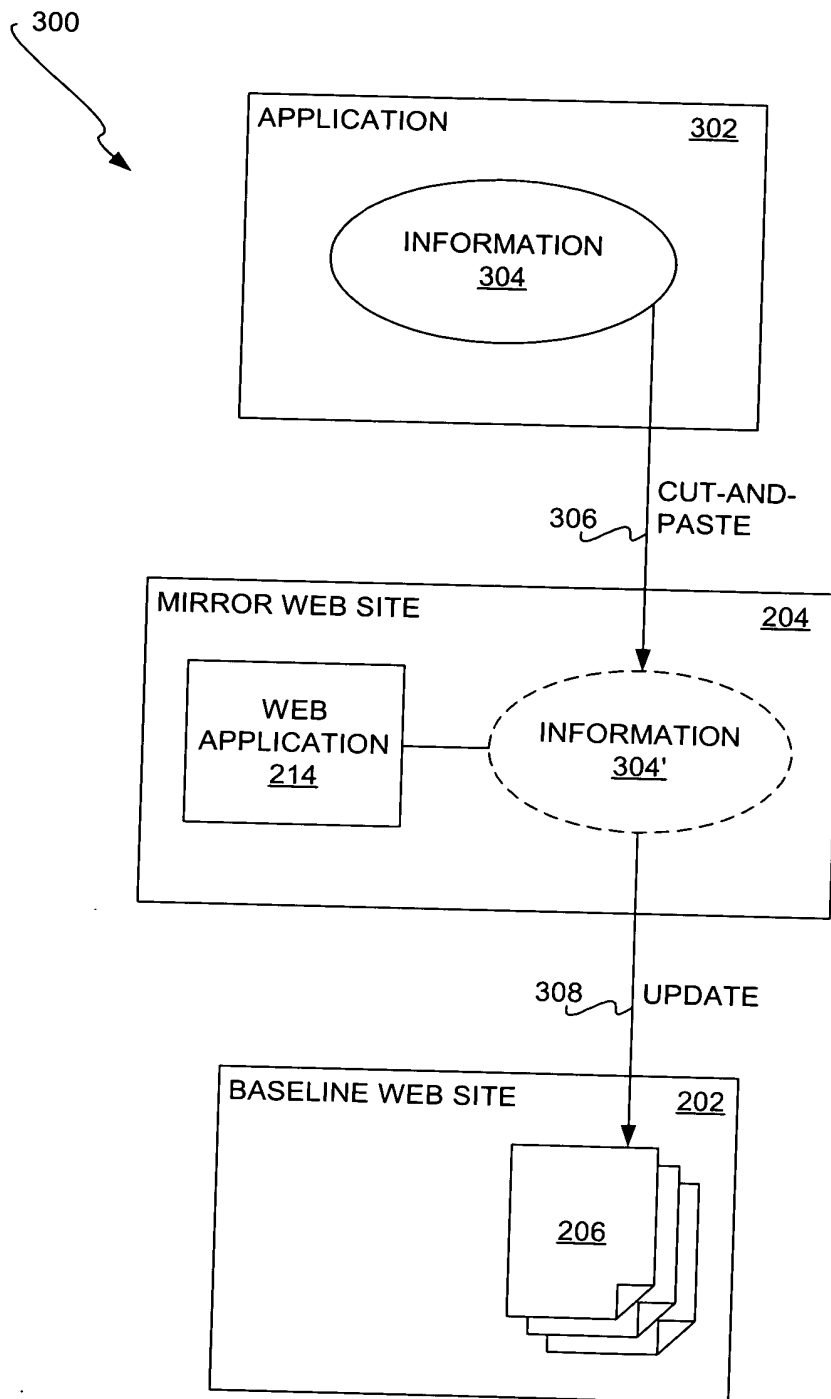 300
APPLICATION
302
INFORMATION
304
306
CUT-AND-
PASTE
MIRROR WEB SITE
204
WEB
APPLICATION
214
INFORMATION
304'
308
UPDATE
BASELINE WEB SITE
202
206